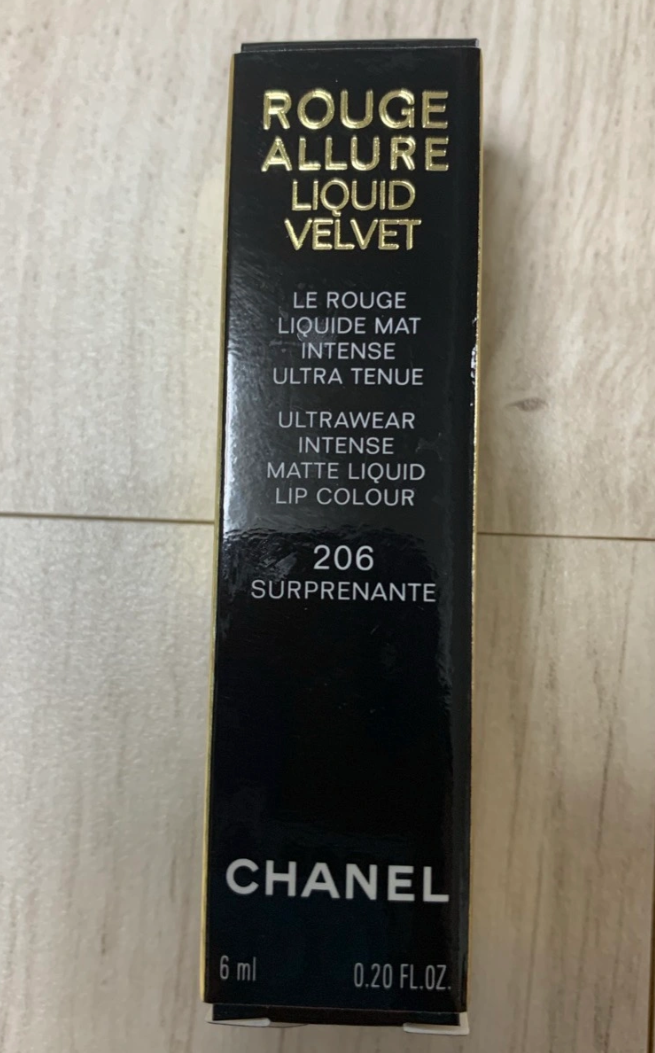 ROUGE
ALLURE
LIQUID
VELVET
LE ROUGE
LIQUIDE MAT
INTENSE
ULTRA TENUE
ULTRAWEAR
INTENSE
MATTE LIQUID
LIP COLOUR
206
SURPRENANTE
CHANEL
6 ml 0.20 FL.OZ.